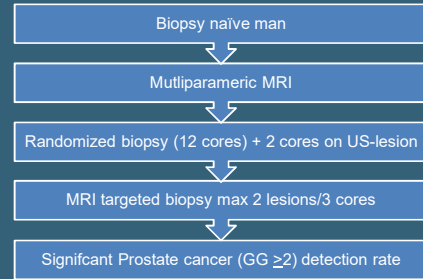 Biopsy naïve man
Mutliparameric MRI
Randomized biopsy (12 cores) + 2 cores on US-lesion
MRI targeted biopsy max 2 lesions/3 cores
Signifcant Prostate cancer (GG ≥2) detection rate